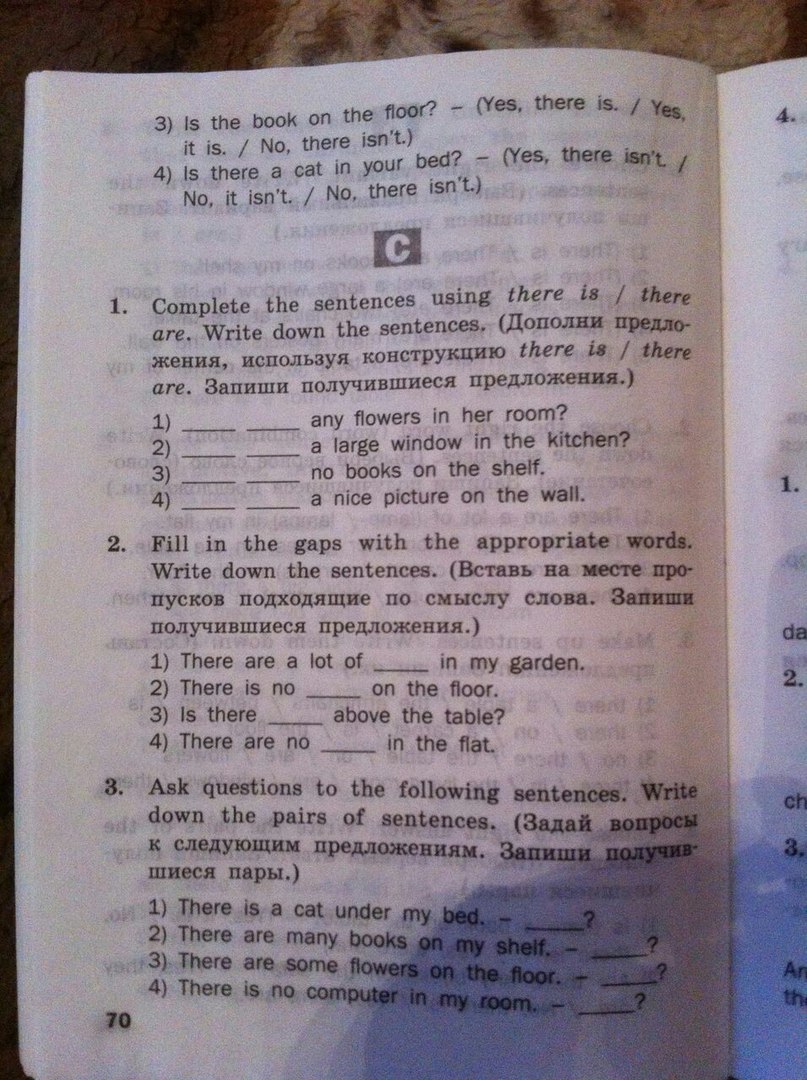 3) Is the book on the floor? – (Yes, there is. / Yes,
it is. / No, there isn't.)
4) Is there a cat in your bed? – (Yes, there isn't. /
No, it isn't. / No, there isn't.)
C
1. Complete the sentences using there is / there
are. Write down the sentences. (Дополни предло-
жения, используя конструкцию there is / there
are. Запиши получившиеся предложения.)
1) _____ _____ any flowers in her room?
2) _____ _____ a large window in the kitchen?
3) _____ _____ no books on the shelf.
4) _____ _____ a nice picture on the wall.
2. Fill in the gaps with the appropriate words.
Write down the sentences. (Вставь на месте про-
пусков подходящие по смыслу слова. Запиши
получившиеся предложения.)
1) There are a lot of _____ in my garden.
2) There is no _____ on the floor.
3) Is there _____ above the table?
4) There are no _____ in the flat.
3. Ask questions to the following sentences. Write
down the pairs of sentences. (Задай вопросы
к следующим предложениям. Запиши получив-
шиеся пары.)
1) There is a cat under my bed. – _____?
2) There are many books on my shelf. – _____?
3) There are some flowers on the floor. – _____?
4) There is no computer in my room. – _____?
70
4.
1.
da
2.
ch
3.
An
the